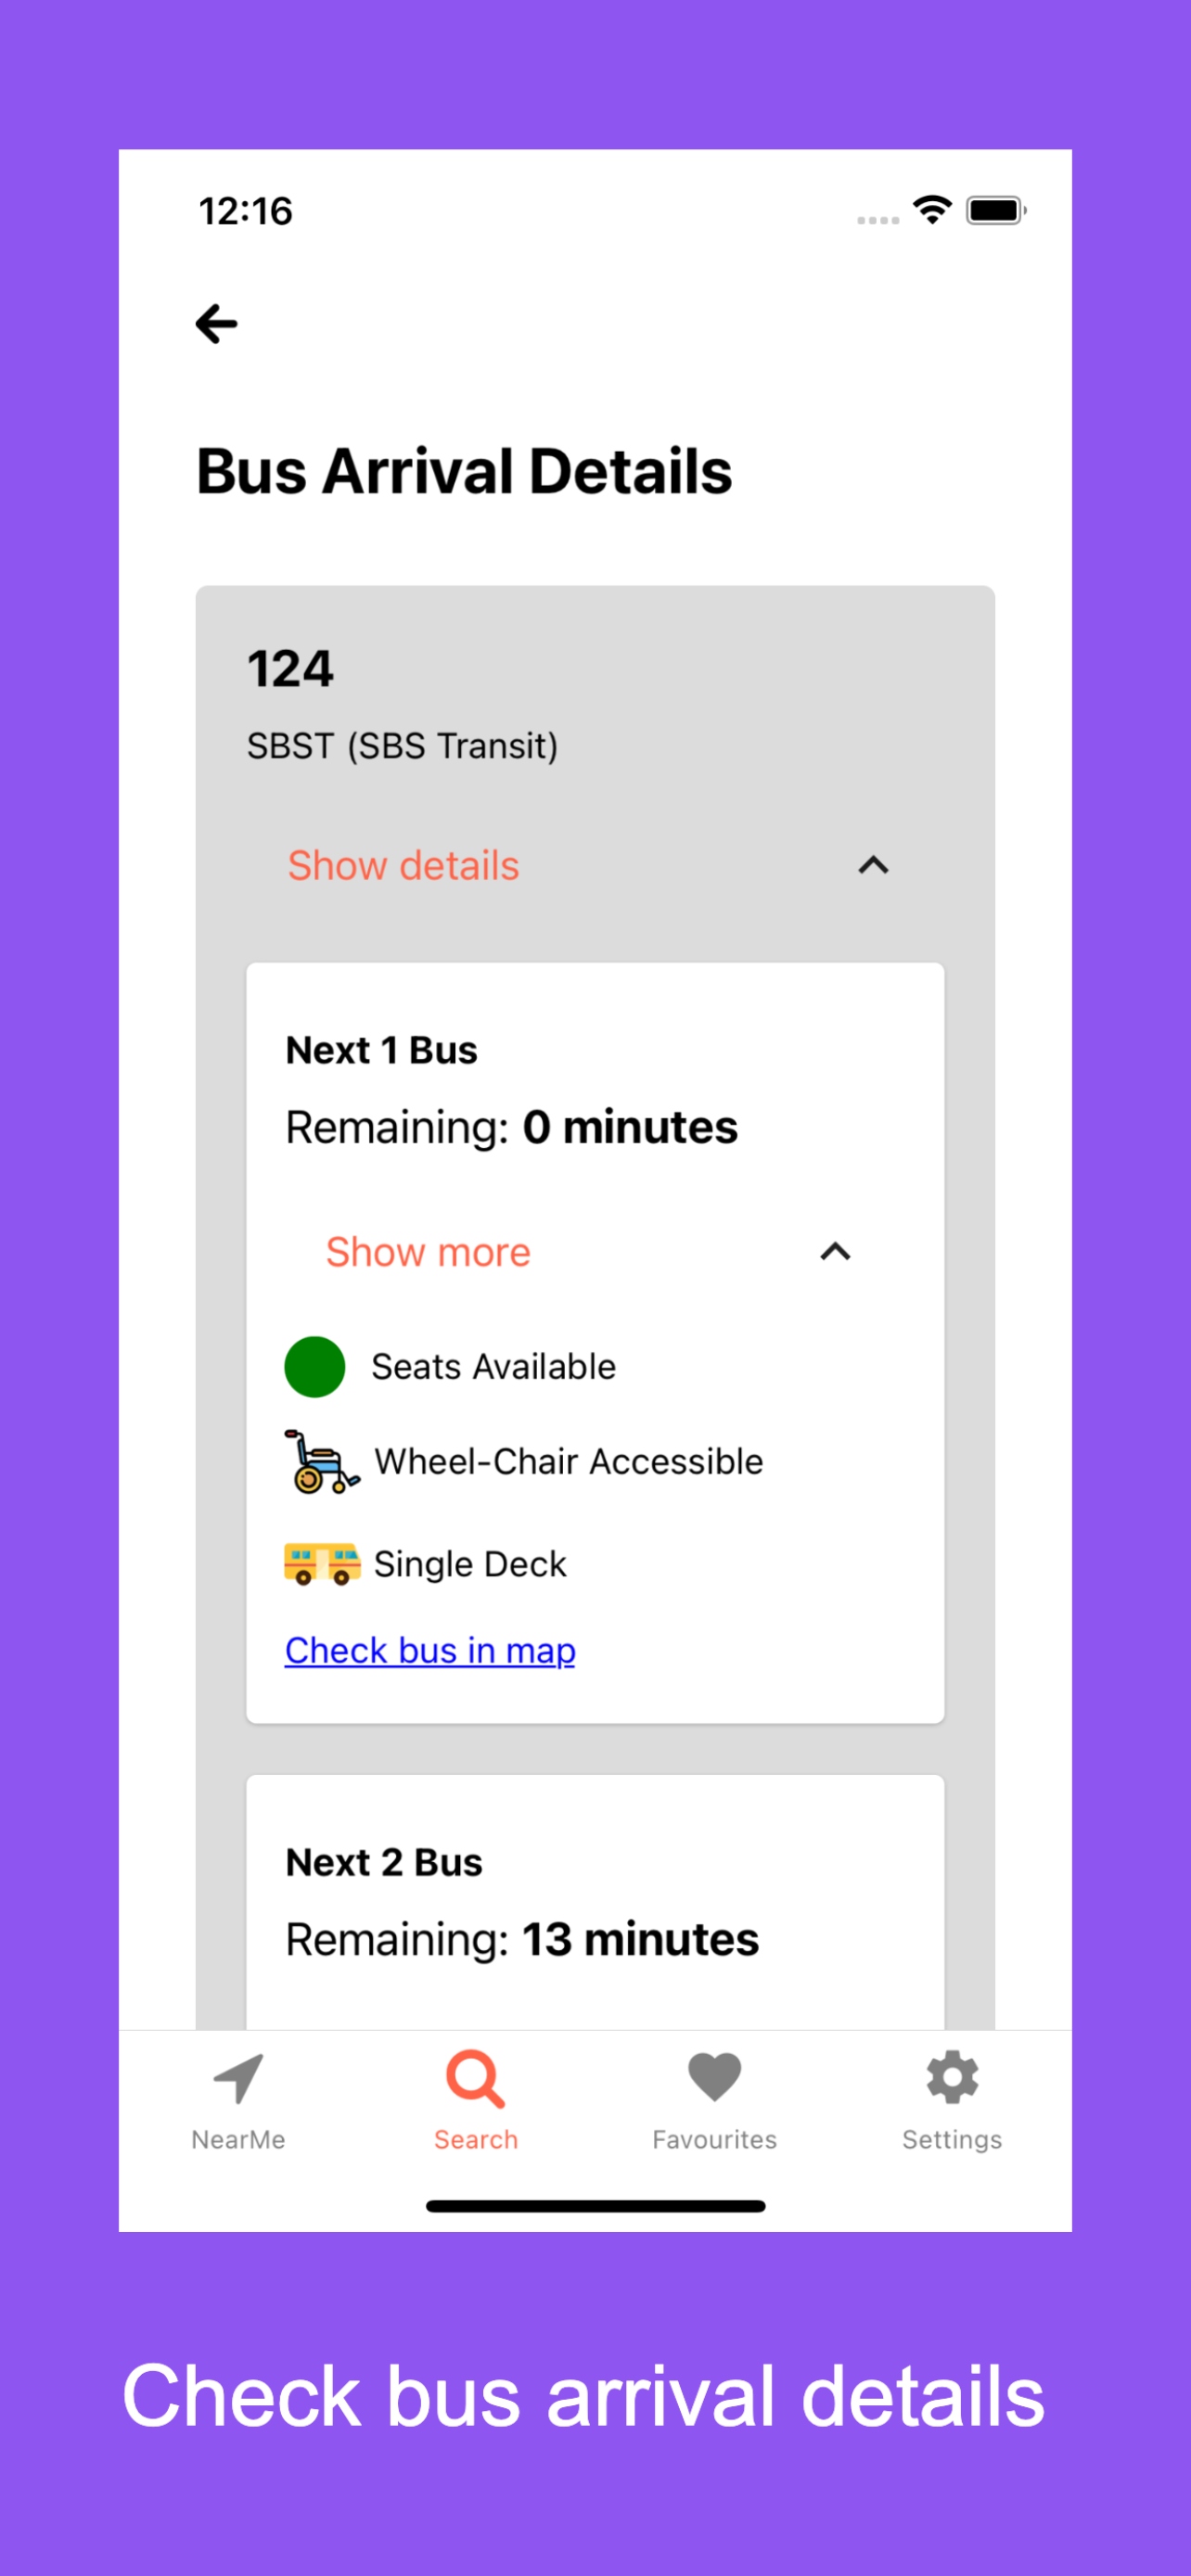 12:16
Bus Arrival Details
124
SBST (SBS Transit)
Show details
Next 1 Bus
Remaining: 0 minutes
Show more
Seats Available
Wheel-Chair Accessible
Single Deck
Check bus in map
Next 2 Bus
Remaining: 13 minutes
NearMe
Search
Favourites
Settings
Check bus arrival details